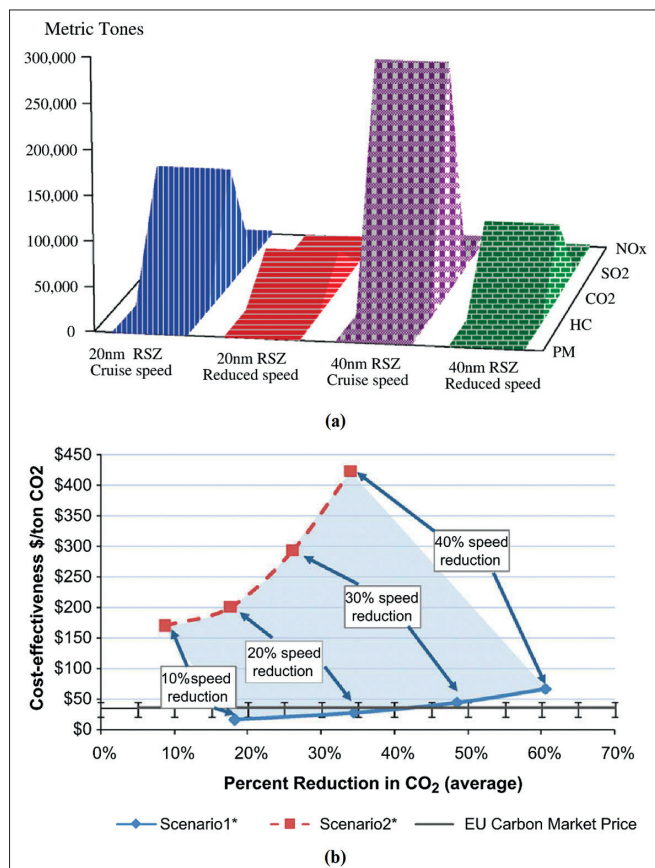 Metric Tones
300,000
250,000
200,000
150,000
100,000
50,000
0
NOx
SO2
CO2
HC
PM
20nm RSZ
Cruise speed
20nm RSZ
Reduced speed
40nm RSZ
Cruise speed
40nm RSZ
Reduced speed
(a)
Cost-effectiveness $/ton CO2
$450
$400
$350
$300
$250
$200
$150
$100
$50
$0
40% speed
reduction
30% speed
reduction
20% speed
reduction
10%speed
reduction
0%
10%
20%
30%
40%
50%
60%
70%
Percent Reduction in CO₂ (average)
Scenario1*
Scenario2*
EU Carbon Market Price
(b)